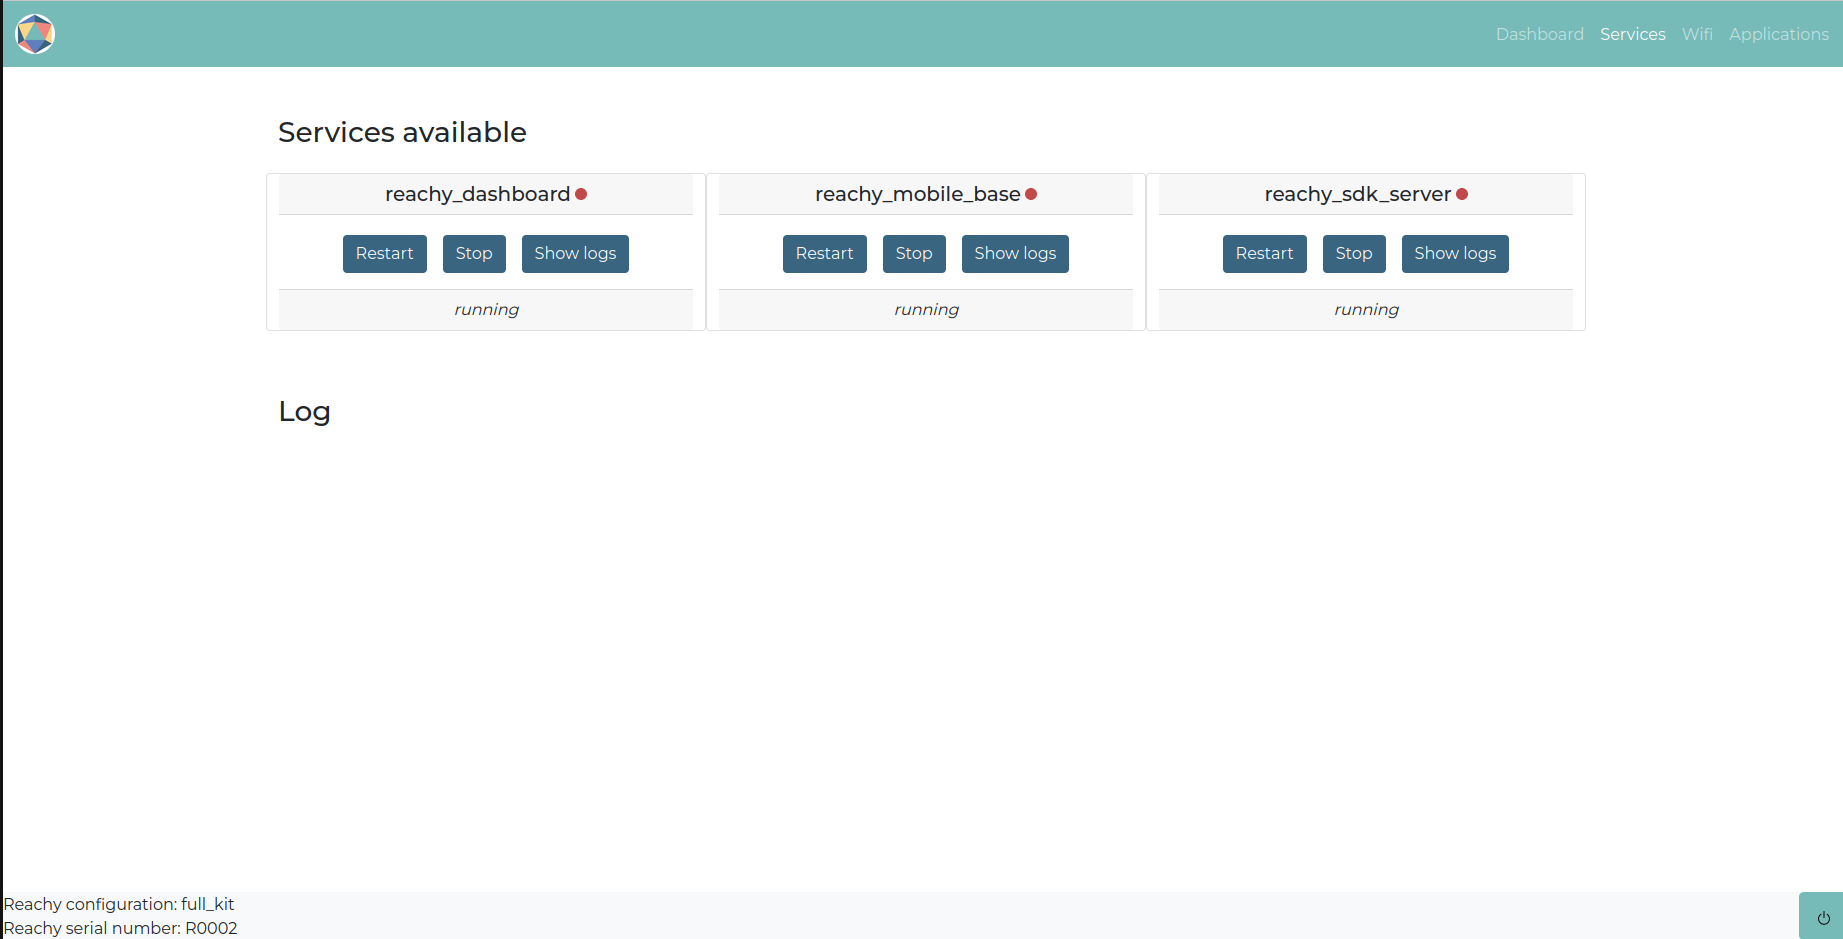 Dashboard Services Wifi Applications
Services available
reachy_dashboard reachy_mobile_base reachy_sdk_server
Restart Stop Show logs Restart Stop Show logs Restart Stop Show logs
running running running
Log
Reachy configuration: full_kit
Reachy serial number: R0002